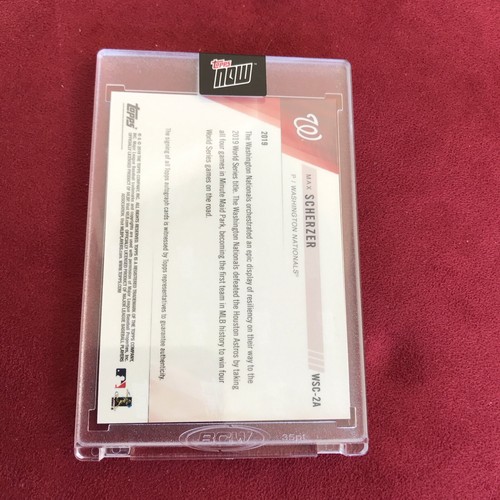 Topps NOW
W
MAX SCHERZER
P | WASHINGTON NATIONALS®
WSC-2A
2019
The Washington Nationals orchestrated an epic display of resiliency on their way to the
2019 World Series title. The Washington Nationals defeated the Houston Astros by taking
all four games in Minute Maid Park, becoming the first team in MLB history to win four
World Series games on the road.
The signing of all Topps autograph cards is witnessed by Topps representatives to guarantee authenticity.
Topps
BCW 35pt